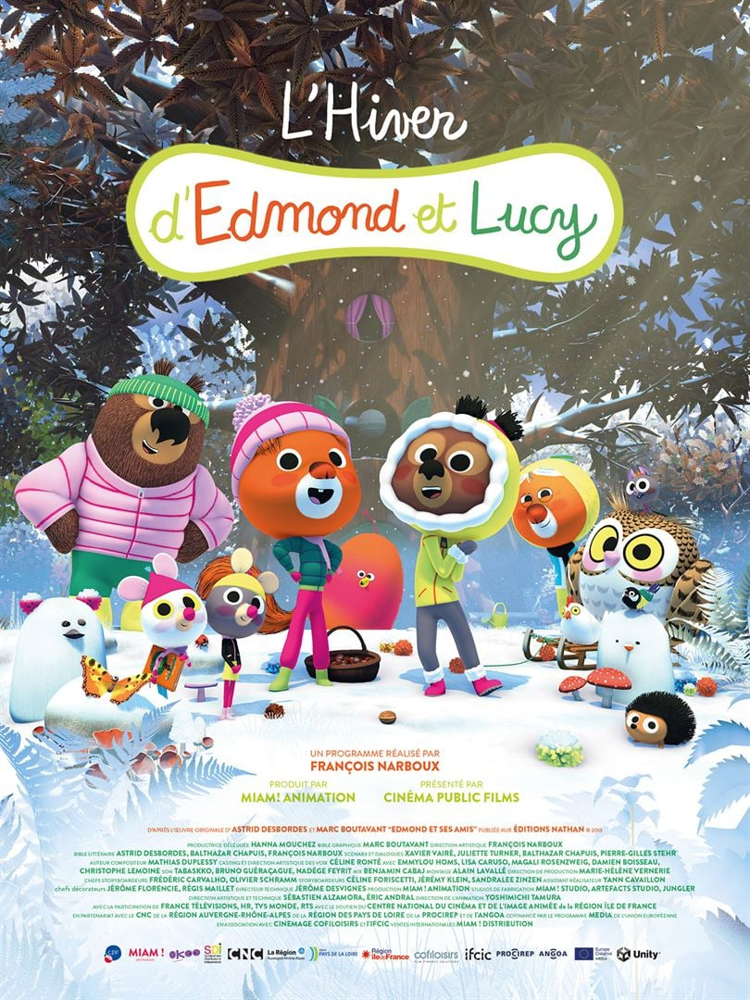 L'Hiver
d'Edmond et Lucy
UN PROGRAMME RÉALISÉ PAR
FRANÇOIS NARBOUX
PRODUIT PAR
MIAM! ANIMATION
PRÉSENTÉ PAR
CINÉMA PUBLIC FILMS
D'APRÈS L'ŒUVRE ORIGINALE D'ASTRID DESBORDES ET MARC BOUTAVANT "EDMOND ET SES AMIS" PUBLIÉE AUX ÉDITIONS NATHAN © 2013
PRODUCTRICE DÉLÉGUÉE HANNA MOUCHEZ BIBLE GRAPHIQUE MARC BOUTAVANT DIRECTION ARTISTIQUE FRANÇOIS NARBOUX
BIBLE LITTÉRAIRE ASTRID DESBORDES, BALTHAZAR CHAPUIS, FRANÇOIS NARBOUX SCÉNARIS ET DIALOGUES XAVIER VAIRÉ, JULIETTE TURNER, BALTHAZAR CHAPUIS, PIERRE-GILLES STEHR
AUTEUR COMPOSITEUR MATHIAS DUPLESSY CASTING ET DIRECTION ARTISTIQUE DES VOIX CÉLINE RONTÉ AVEC EMMYLOU HOMS, LISA CARUSO, MAGALI ROSENZWEIG, DAMIEN BOISSEAU,
CHRISTOPHE LEMOINE SON TABASKKO, BRUNO GUÉRAÇAGUE, NADÈGE FEYRIT MIX BENJAMIN CABAJ MONTAGE ALAIN LAVALLE DIRECTION DE PRODUCTION MARIE-HÉLÈNE VERNERIE
CHEFS STORYBOARDEURS FRÉDÉRIC CARVALHO, OLIVIER SCHRAMM STORYBOARDEURS CÉLINE FORISCETTI, JÉRÉMY KLEIN, SANDRALEE ZINZEN ASSISTANT RÉALISATEUR YANN CAVAILLON
chefs décorateurs JÉRÔME FLORENCIE, RÉGIS MAILLET DIRECTEUR TECHNIQUE JÉRÔME DESVIGNES PRODUCTION MIAM! ANIMATION STUDIOS DE FABRICATION MIAM! STUDIO, ARTEFACTS STUDIO, JUNGLER
DIRECTION ARTISTIQUE ET TECHNIQUE SÉBASTIEN ALZAMORA, ERIC ANDRAL DIRECTION DE L'ANIMATION YOSHIMICHI TAMURA
AVEC LA PARTICIPATION DE FRANCE TÉLÉVISIONS, HR, TV5 MONDE, RTS AVEC LE SOUTIEN DU CENTRE NATIONAL DU CINÉMA ET DE L'IMAGE ANIMÉE de la RÉGION ÎLE DE FRANCE
EN PARTENARIAT AVEC LE CNC DE LA RÉGION AUVERGNE-RHÔNE-ALPES DE LA RÉGION DES PAYS DE LOIRE DE LA PROCIREP ET DE l'ANGOA COFINANCÉ PAR LE PROGRAMME MEDIA DE L'UNION EUROPÉENNE
EN ASSOCIATION AVEC CINEMAGE COFILOISIRS ET l'IFCIC VENTES INTERNATIONALES MIAM ! DISTRIBUTION
CPF MIAM! animation okoo SDI CNC La Région Auvergne-Rhône-Alpes PAYS DE LA LOIRE Région îledeFrance cofiloisirs ifcic PROCIREP ANGOA Europe Créative MEDIA Unity